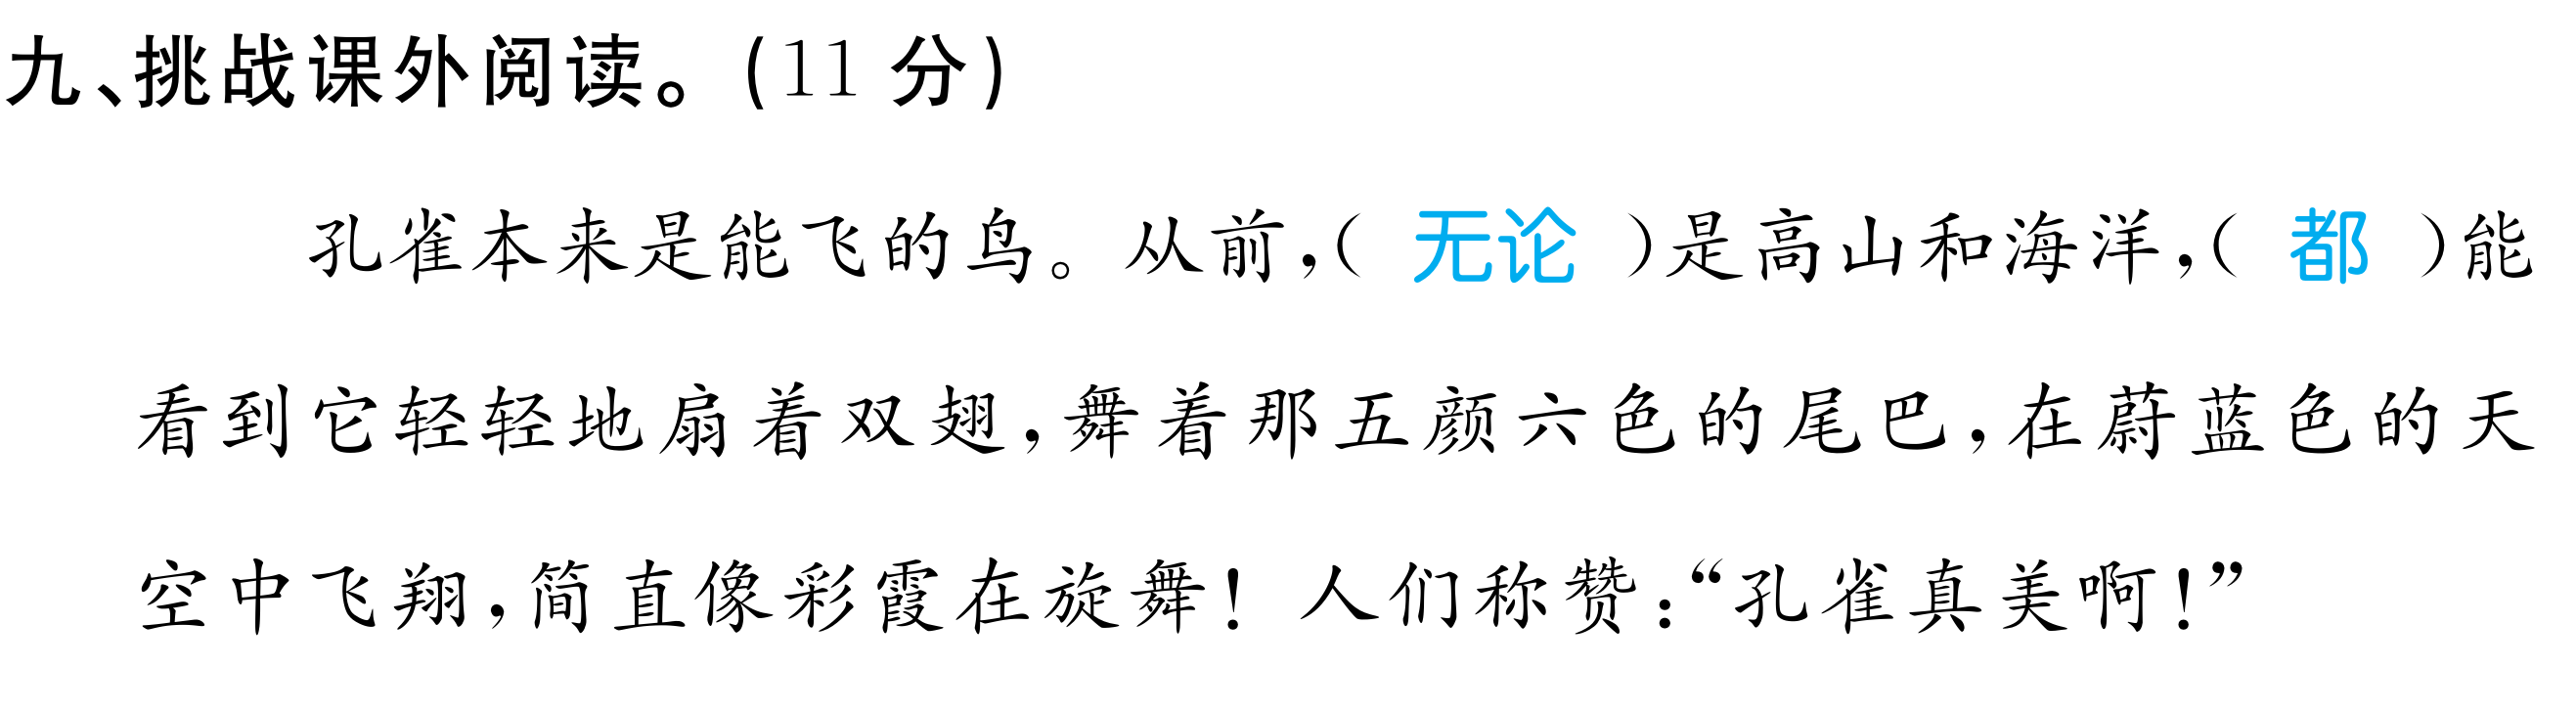 九、挑战课外阅读。(11 分)
孔雀本来是能飞的鸟。从前,( 无论 )是高山和海洋,( 都 )能
看到它轻轻地扇着双翅,舞着那五颜六色的尾巴,在蔚蓝色的天
空中飞翔,简直像彩霞在旋舞! 人们称赞:“孔雀真美啊!”